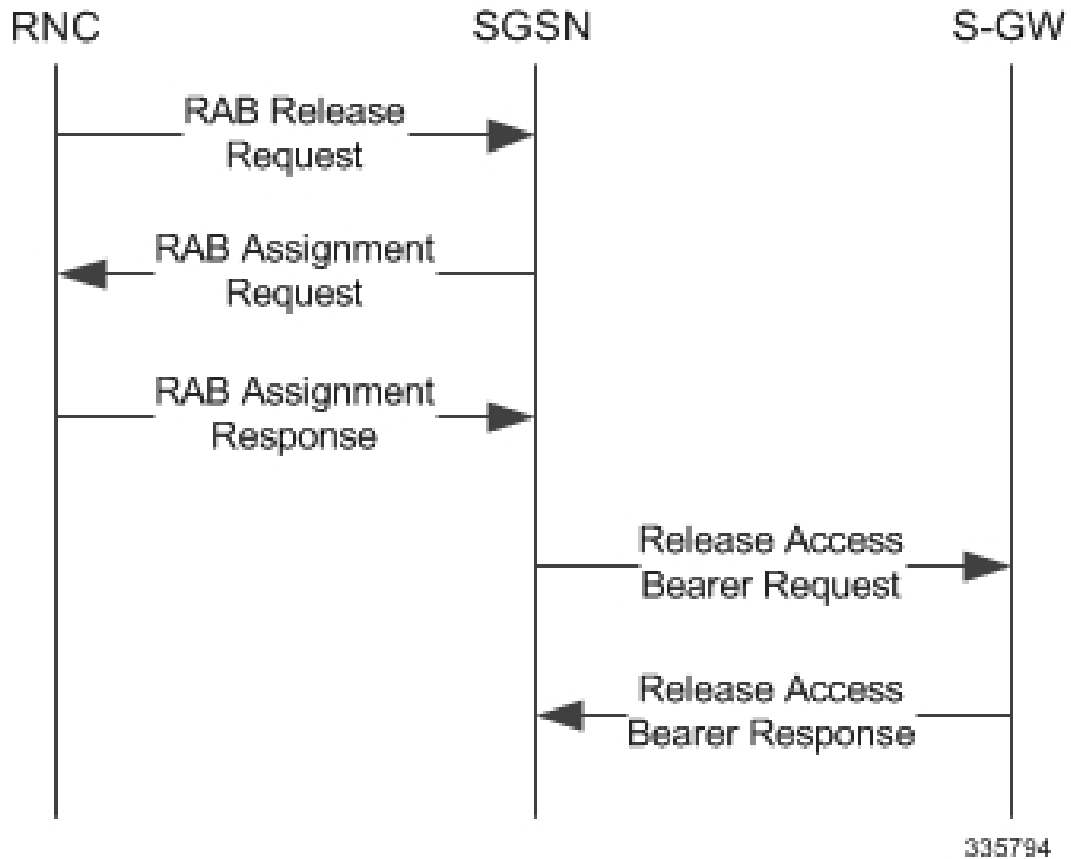 RNC
SGSN
S-GW
RAB Release
Request
RAB Assignment
Request
RAB Assignment
Response
Release Access
Bearer Request
Release Access
Bearer Response
335794